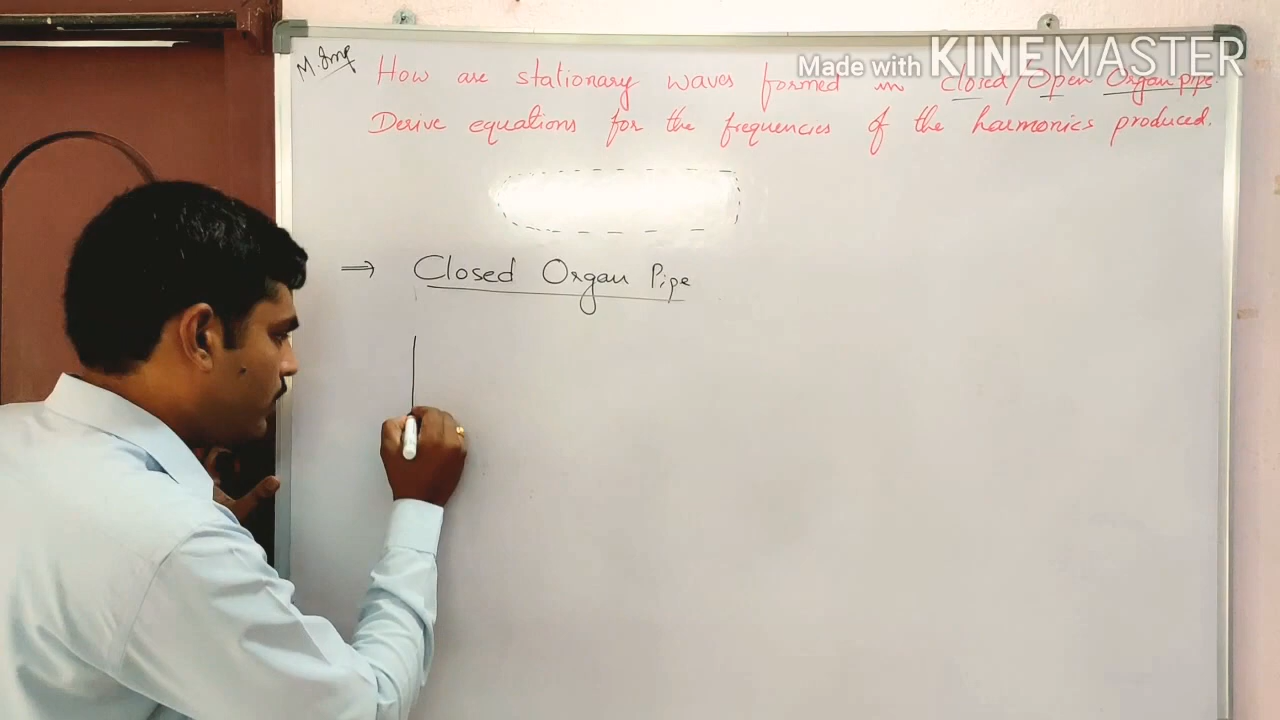 Made with KINEMASTER
M. Imp
How are stationary waves formed in closed/Open Organ pipe.
Derive equations for the frequencies of the harmonics produced.
⇒ Closed Organ Pipe